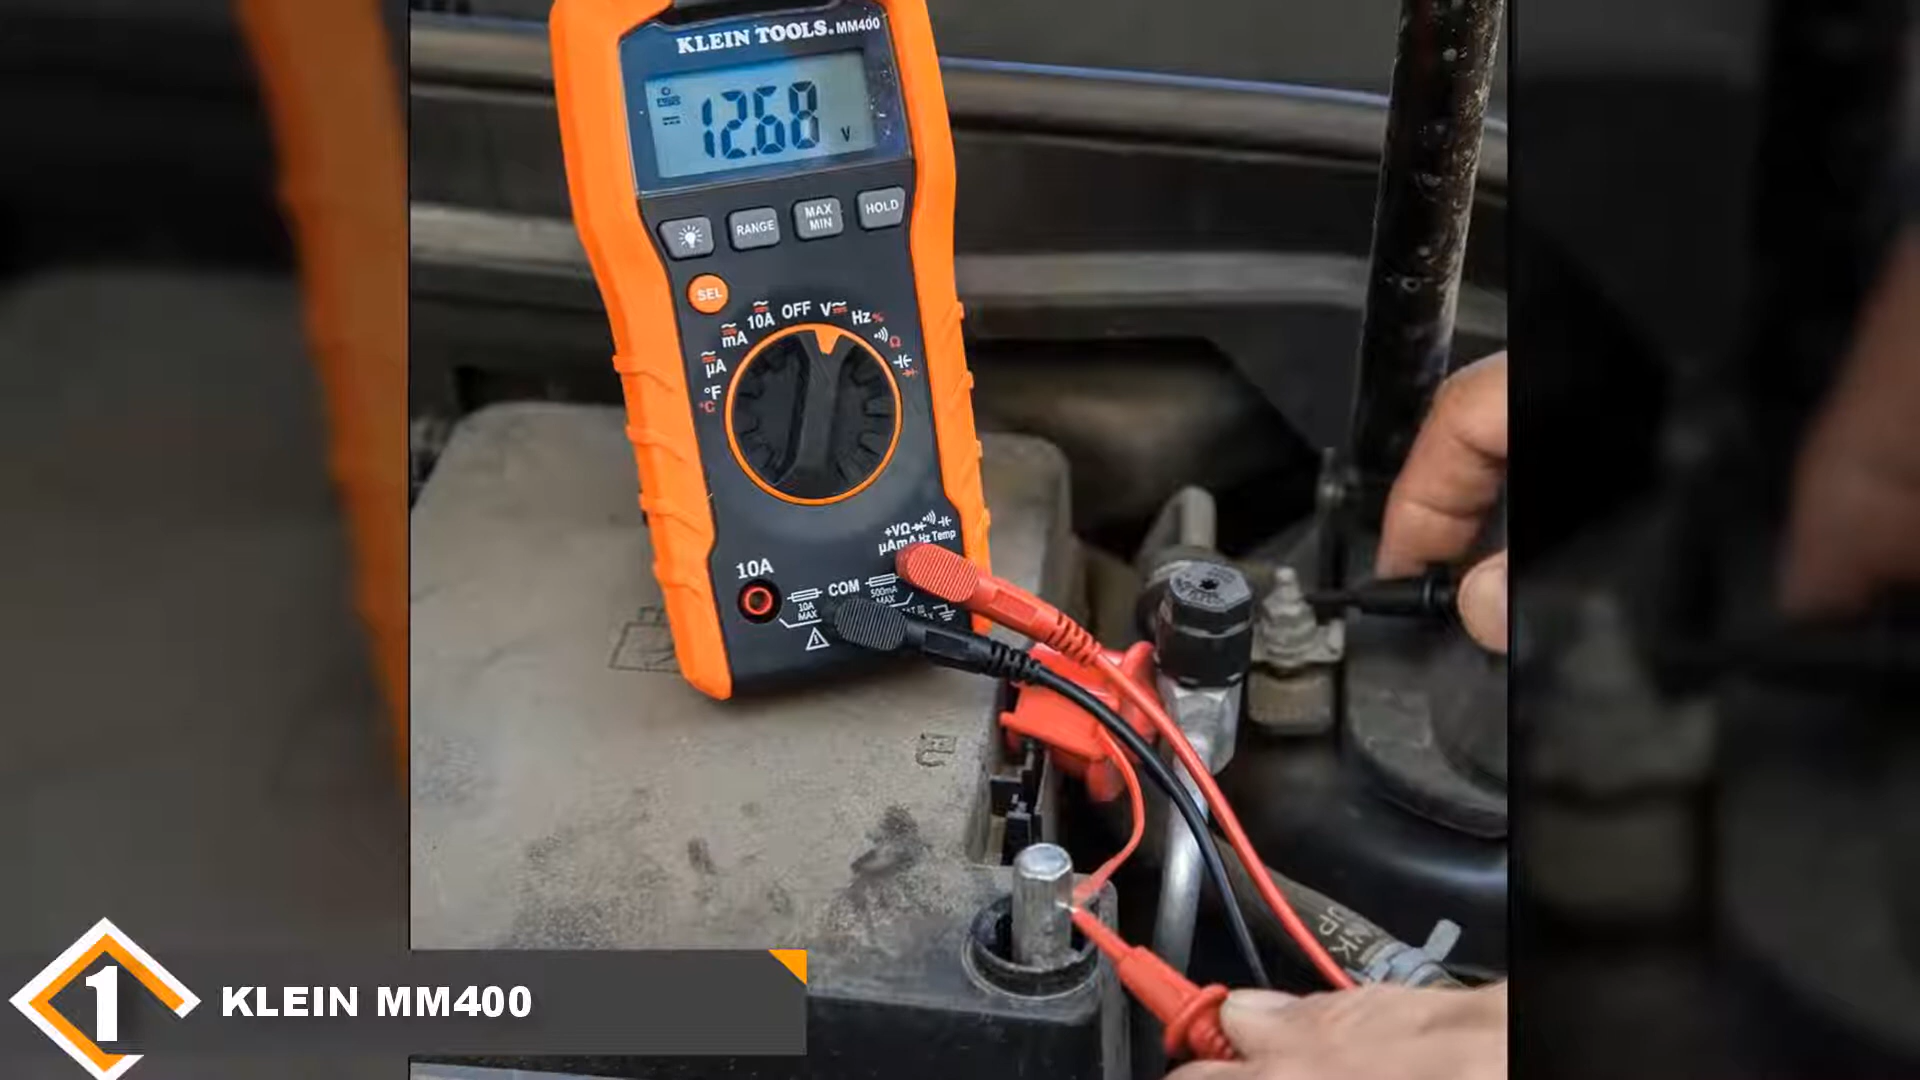 KLEIN TOOLS® MM400
12.68
V
RANGE
MAX
MIN
HOLD
SEL
10A OFF V Hz%
mA Ω
µA
°F
°C
+VΩ
µAmA Hz Temp
10A
COM
10A
MAX
500mA
MAX
1 KLEIN MM400